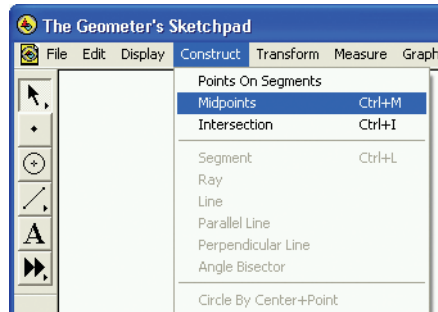 The Geometer's Sketchpad
File Edit Display Construct Transform Measure Graph
Points On Segments
Midpoints Ctrl+M
Intersection Ctrl+I
Segment Ctrl+L
Ray
Line
Parallel Line
Perpendicular Line
Angle Bisector
Circle By Center+Point
A